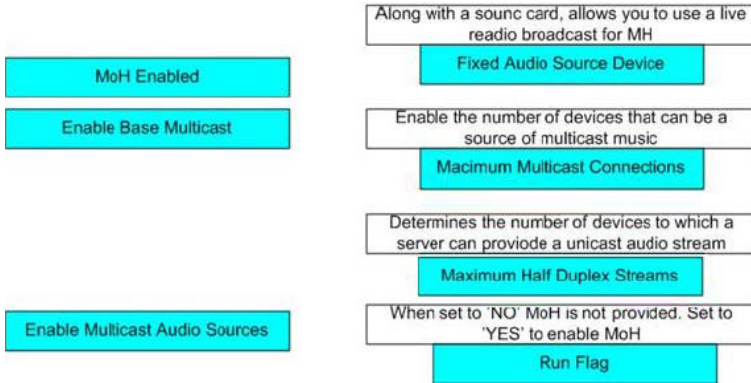 MoH Enabled
Enable Base Multicast
Enable Multicast Audio Sources
Along with a sounc card, allows you to use a live
readio broadcast for MH
Fixed Audio Source Device
Enable the number of devices that can be a
source of multicast music
Macimum Multicast Connections
Determines the number of devices to which a
server can proviode a unicast audio stream
Maximum Half Duplex Streams
When set to 'NO' MoH is not provided. Set to
'YES' to enable MoH
Run Flag